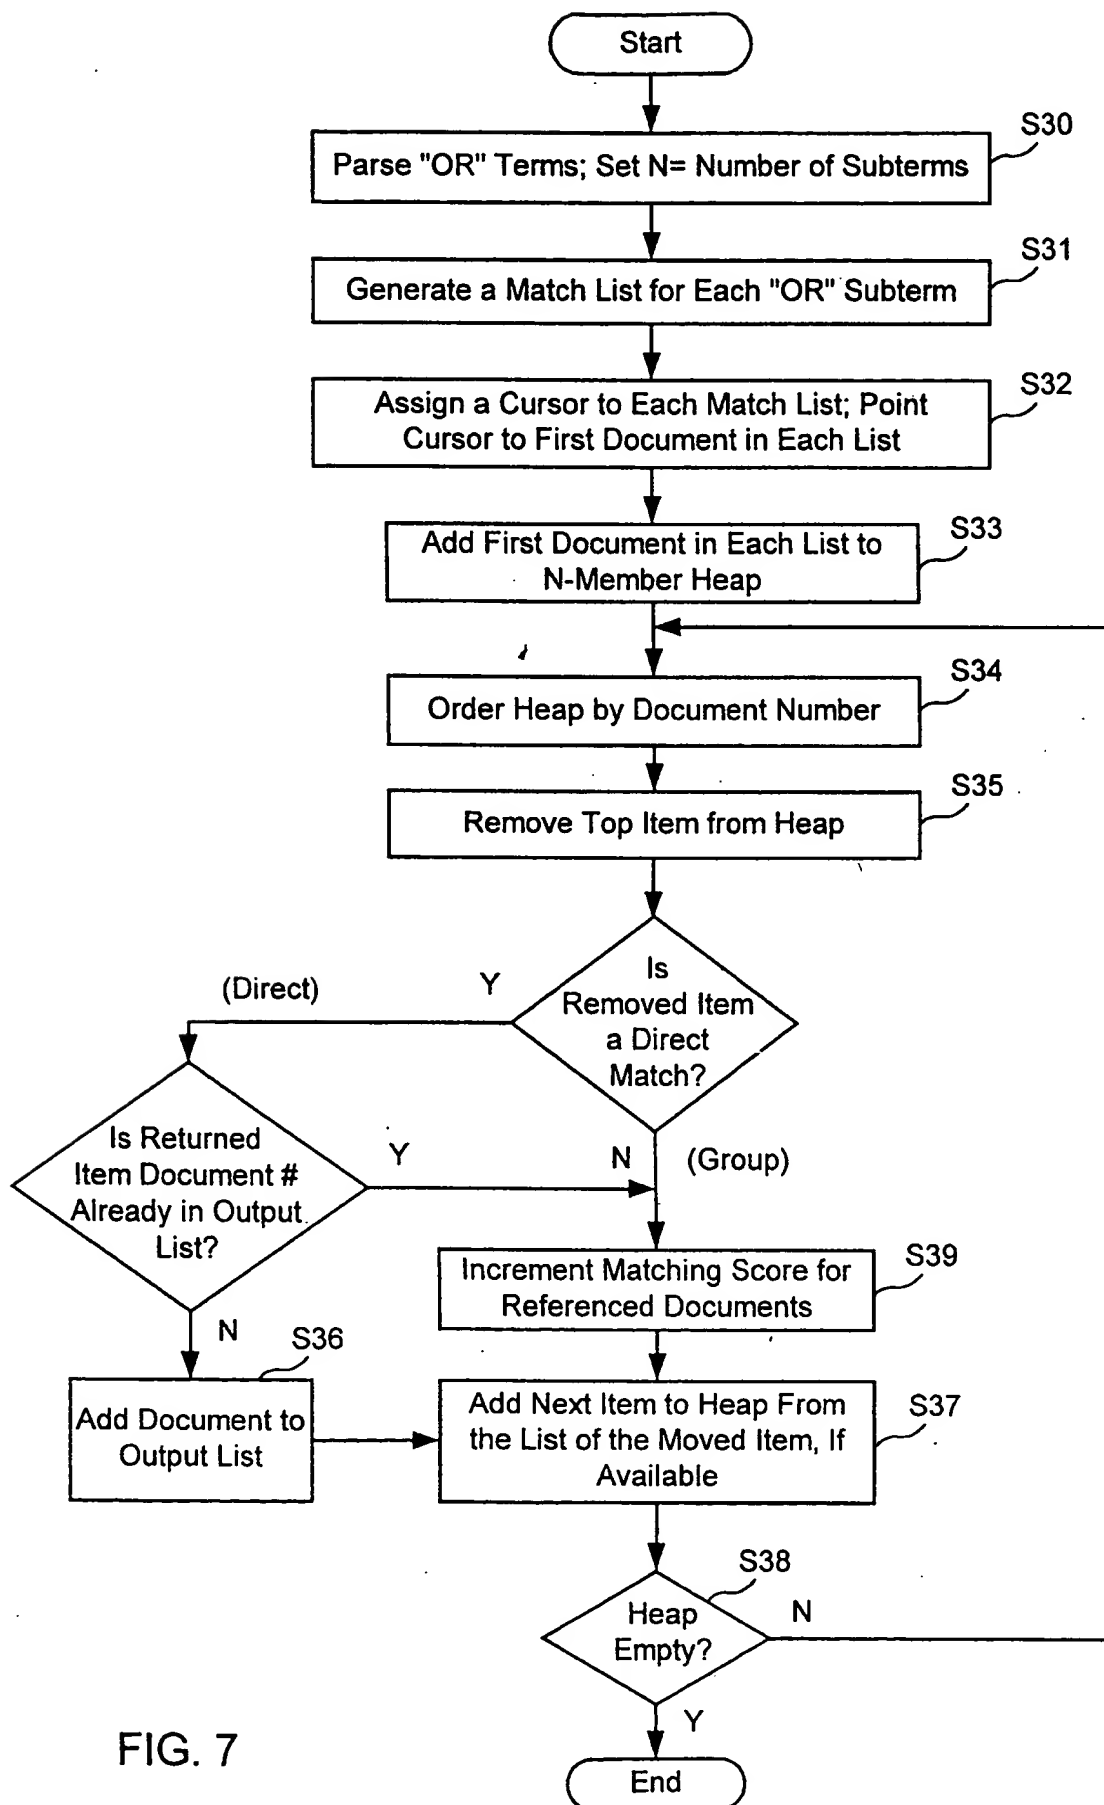 Start
S30
Parse "OR" Terms; Set N= Number of Subterms
S31
Generate a Match List for Each "OR" Subterm
S32
Assign a Cursor to Each Match List; Point
Cursor to First Document in Each List
S33
Add First Document in Each List to
N-Member Heap
S34
Order Heap by Document Number
S35
Remove Top Item from Heap
Is
Removed Item
a Direct
Match?
(Direct)
Y
Is Returned
Item Document #
Already in Output
List?
Y
N
(Group)
S39
Increment Matching Score for
Referenced Documents
N
S36
Add Document to
Output List
S37
Add Next Item to Heap From
the List of the Moved Item, If
Available
S38
Heap
Empty?
N
Y
End
FIG. 7